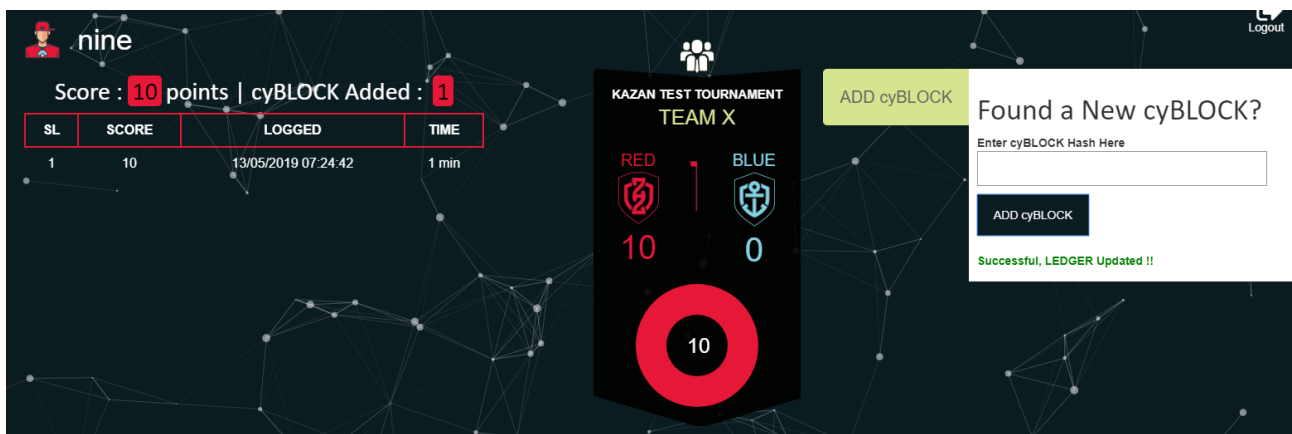 nine
Logout
Score : 10 points | cyBLOCK Added : 1
SL SCORE LOGGED TIME
1 10 13/05/2019 07:24:42 1 min
KAZAN TEST TOURNAMENT
TEAM X
RED BLUE
10 0
10
ADD cyBLOCK
Found a New cyBLOCK?
Enter cyBLOCK Hash Here
ADD cyBLOCK
Successful, LEDGER Updated !!